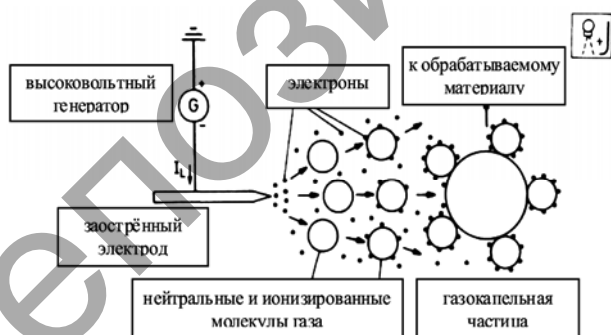 высоковольтный
генератор
электроны
к обрабатываемому
материалу
+
G
-
I
заострённый
электрод
нейтральные и ионизированные
молекулы газа
газокапельная
частица
+